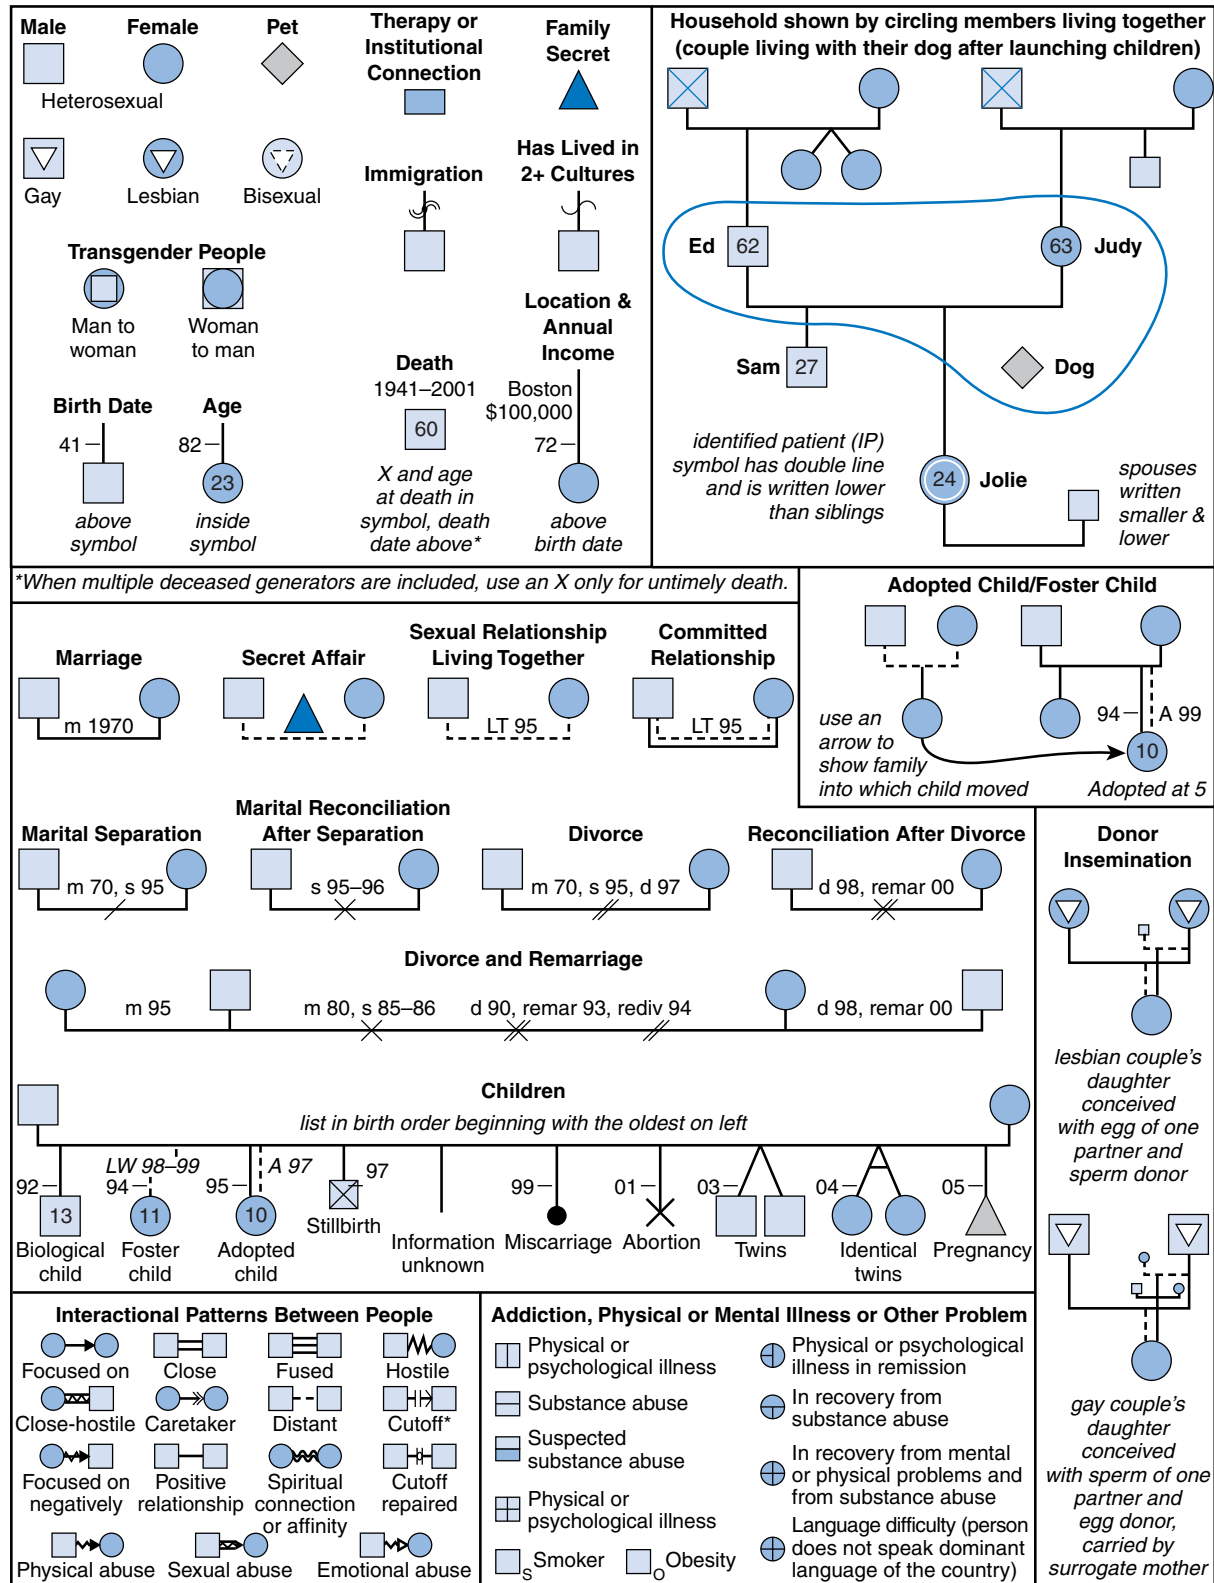 Male
Female
Pet
Heterosexual
Gay
Lesbian
Bisexual
Transgender People
Man to
woman
Woman
to man
Birth Date
41
above
symbol
Age
82
23
inside
symbol
Therapy or
Institutional
Connection
Immigration
Death
1941–2001
60
X and age
at death in
symbol, death
date above*
Family
Secret
Has Lived in
2+ Cultures
Location &
Annual
Income
Boston
$100,000
72
above
birth date
*When multiple deceased generators are included, use an X only for untimely death.
Household shown by circling members living together
(couple living with their dog after launching children)
Ed
62
63
Judy
Sam
27
Dog
identified patient (IP)
symbol has double line
and is written lower
than siblings
24
Jolie
spouses
written
smaller &
lower
Adopted Child/Foster Child
use an
arrow to
show family
into which child moved
94
A 99
10
Adopted at 5
Marriage
m 1970
Secret Affair
Sexual Relationship
Living Together
LT 95
Committed
Relationship
LT 95
Marital Separation
m 70, s 95
Marital Reconciliation
After Separation
s 95–96
Divorce
m 70, s 95, d 97
Reconciliation After Divorce
d 98, remar 00
Divorce and Remarriage
m 95
m 80, s 85–86
d 90, remar 93, rediv 94
d 98, remar 00
Children
list in birth order beginning with the oldest on left
92
13
Biological
child
LW 98–99
94
11
Foster
child
A 97
95
10
Adopted
child
97
Stillbirth
Information
unknown
99
Miscarriage
01
Abortion
03
Twins
04
Identical
twins
05
Pregnancy
Donor
Insemination
lesbian couple's
daughter
conceived
with egg of one
partner and
sperm donor
gay couple's
daughter
conceived
with sperm of one
partner and
egg donor,
carried by
surrogate mother
Interactional Patterns Between People
Focused on
Close
Fused
Hostile
Close-hostile
Caretaker
Distant
Cutoff*
Focused on
negatively
Positive
relationship
Spiritual
connection
or affinity
Cutoff
repaired
Physical abuse
Sexual abuse
Emotional abuse
Addiction, Physical or Mental Illness or Other Problem
Physical or
psychological illness
Substance abuse
Suspected
substance abuse
Physical or
psychological illness
S
Smoker
O
Obesity
Physical or psychological
illness in remission
In recovery from
substance abuse
In recovery from mental
or physical problems and
from substance abuse
Language difficulty (person
does not speak dominant
language of the country)